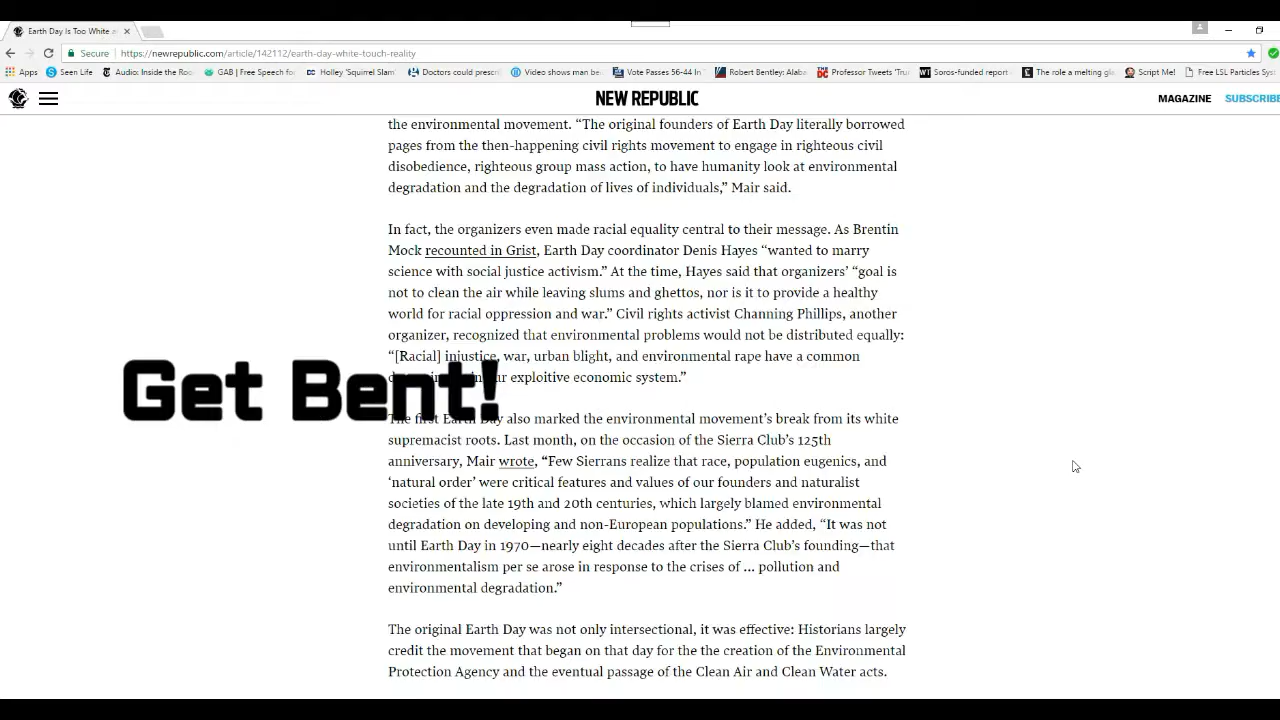 Earth Day Is Too White a
Secure https://newrepublic.com/article/142112/earth-day-white-touch-reality
Apps Seen Life Audio: Inside the Roo GAB | Free Speech fo Holley 'Squirrel Slam' Doctors could prescri Video shows man be Vote Passes 56-44 In Robert Bentley: Alaba Professor Tweets 'Tru Soros-funded report The role a melting gl Script Me! Free LSL Particles Sys
NEW REPUBLIC MAGAZINE SUBSCRIBE
the environmental movement. “The original founders of Earth Day literally borrowed
pages from the then-happening civil rights movement to engage in righteous civil
disobedience, righteous group mass action, to have humanity look at environmental
degradation and the degradation of lives of individuals,” Mair said.
In fact, the organizers even made racial equality central to their message. As Brentin
Mock recounted in Grist, Earth Day coordinator Denis Hayes “wanted to marry
science with social justice activism.” At the time, Hayes said that organizers’ “goal is
not to clean the air while leaving slums and ghettos, nor is it to provide a healthy
world for racial oppression and war.” Civil rights activist Channing Phillips, another
organizer, recognized that environmental problems would not be distributed equally:
“[Racial] injustice, war, urban blight, and environmental rape have a common
exploitive economic system.”
Get Bent!
The first Earth Day also marked the environmental movement’s break from its white
supremacist roots. Last month, on the occasion of the Sierra Club’s 125th
anniversary, Mair wrote, “Few Sierrans realize that race, population eugenics, and
‘natural order’ were critical features and values of our founders and naturalist
societies of the late 19th and 20th centuries, which largely blamed environmental
degradation on developing and non-European populations.” He added, “It was not
until Earth Day in 1970—nearly eight decades after the Sierra Club’s founding—that
environmentalism per se arose in response to the crises of ... pollution and
environmental degradation.”
The original Earth Day was not only intersectional, it was effective: Historians largely
credit the movement that began on that day for the the creation of the Environmental
Protection Agency and the eventual passage of the Clean Air and Clean Water acts.